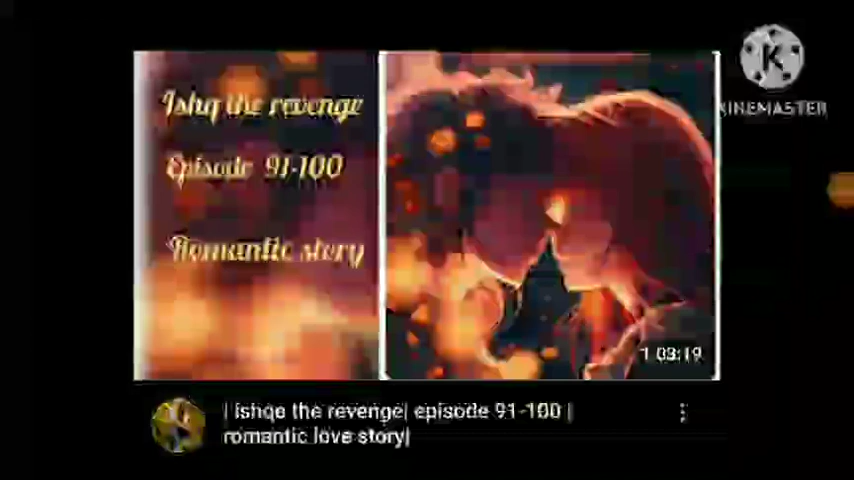 Ishq the revenge
Episode 91-100
Romantic story
KINEMASTER
1:03:19
| ishqe the revenge| episode 91-100 |
romantic love story|